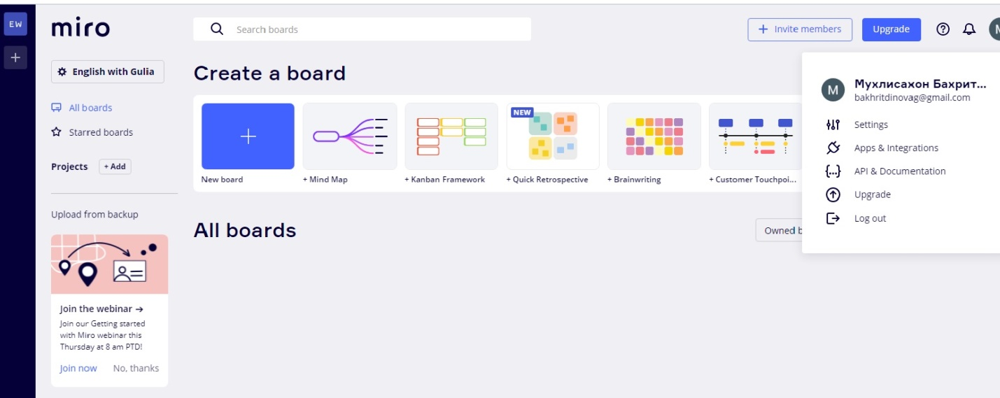 EW
miro
Search boards
+ Invite members
Upgrade
M
+
English with Gulia
All boards
Starred boards
Projects
+ Add
Upload from backup
Join the webinar →
Join our Getting started
with Miro webinar this
Thursday at 8 am PTD!
Join now No, thanks
Create a board
NEW
New board
+ Mind Map
+ Kanban Framework
+ Quick Retrospective
+ Brainwriting
+ Customer Touchpoi...
All boards
Owned b
M
Мухлисахон Бахрит...
bakhritdinovag@gmail.com
Settings
Apps & Integrations
API & Documentation
Upgrade
Log out